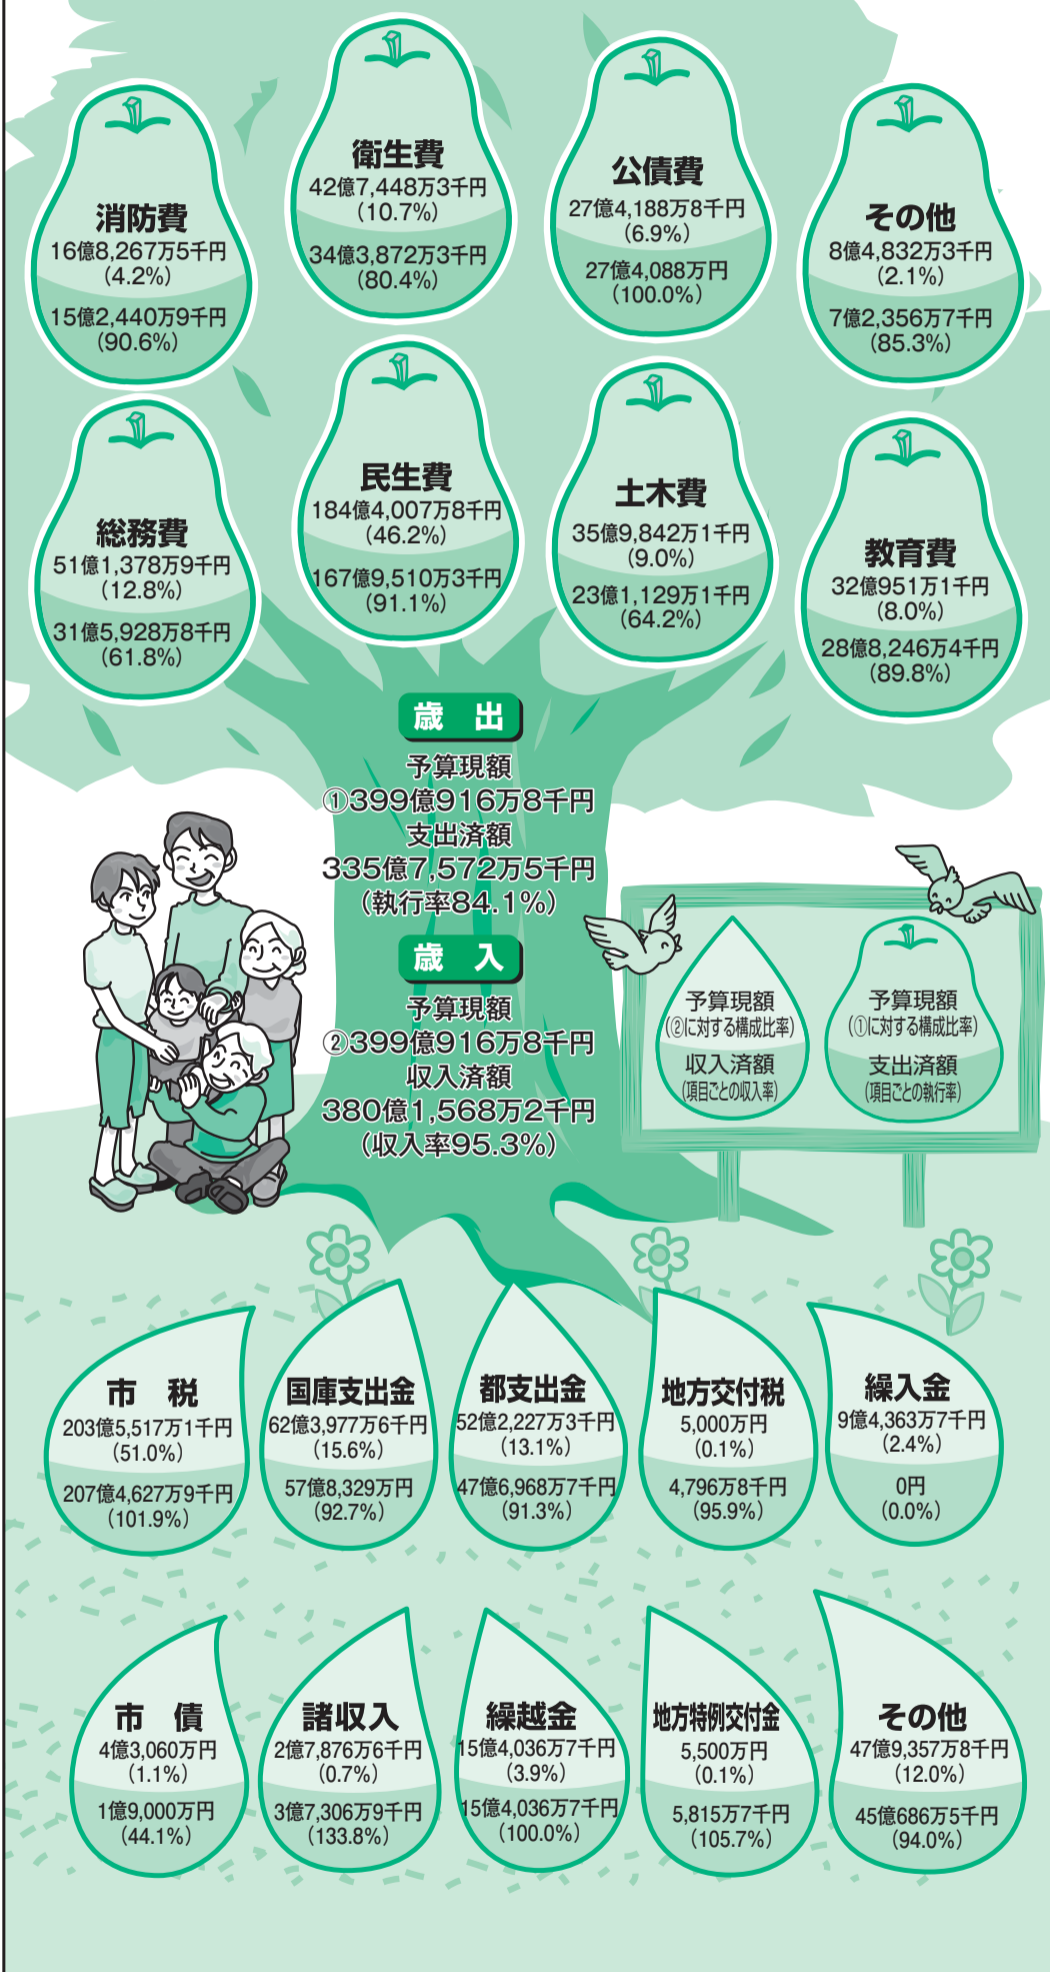 衛生費
42億7,448万3千円
(10.7%)
34億3,872万3千円
(80.4%)
公債費
27億4,188万8千円
(6.9%)
27億4,088万円
(100.0%)
消防費
16億8,267万5千円
(4.2%)
15億2,440万9千円
(90.6%)
その他
8億4,832万3千円
(2.1%)
7億2,356万7千円
(85.3%)
総務費
51億1,378万9千円
(12.8%)
31億5,928万8千円
(61.8%)
民生費
184億4,007万8千円
(46.2%)
167億9,510万3千円
(91.1%)
土木費
35億9,842万1千円
(9.0%)
23億1,129万1千円
(64.2%)
教育費
32億951万1千円
(8.0%)
28億8,246万4千円
(89.8%)
歳 出
予算現額
①399億916万8千円
支出済額
335億7,572万5千円
(執行率84.1%)
歳 入
予算現額
②399億916万8千円
収入済額
380億1,568万2千円
(収入率95.3%)
予算現額
(②に対する構成比率)
収入済額
(項目ごとの収入率)
予算現額
(①に対する構成比率)
支出済額
(項目ごとの執行率)
市 税
203億5,517万1千円
(51.0%)
207億4,627万9千円
(101.9%)
国庫支出金
62億3,977万6千円
(15.6%)
57億8,329万円
(92.7%)
都支出金
52億2,227万3千円
(13.1%)
47億6,968万7千円
(91.3%)
地方交付税
5,000万円
(0.1%)
4,796万8千円
(95.9%)
繰入金
9億4,363万7千円
(2.4%)
0円
(0.0%)
市 債
4億3,060万円
(1.1%)
1億9,000万円
(44.1%)
諸収入
2億7,876万6千円
(0.7%)
3億7,306万9千円
(133.8%)
繰越金
15億4,036万7千円
(3.9%)
15億4,036万7千円
(100.0%)
地方特例交付金
5,500万円
(0.1%)
5,815万7千円
(105.7%)
その他
47億9,357万8千円
(12.0%)
45億686万5千円
(94.0%)